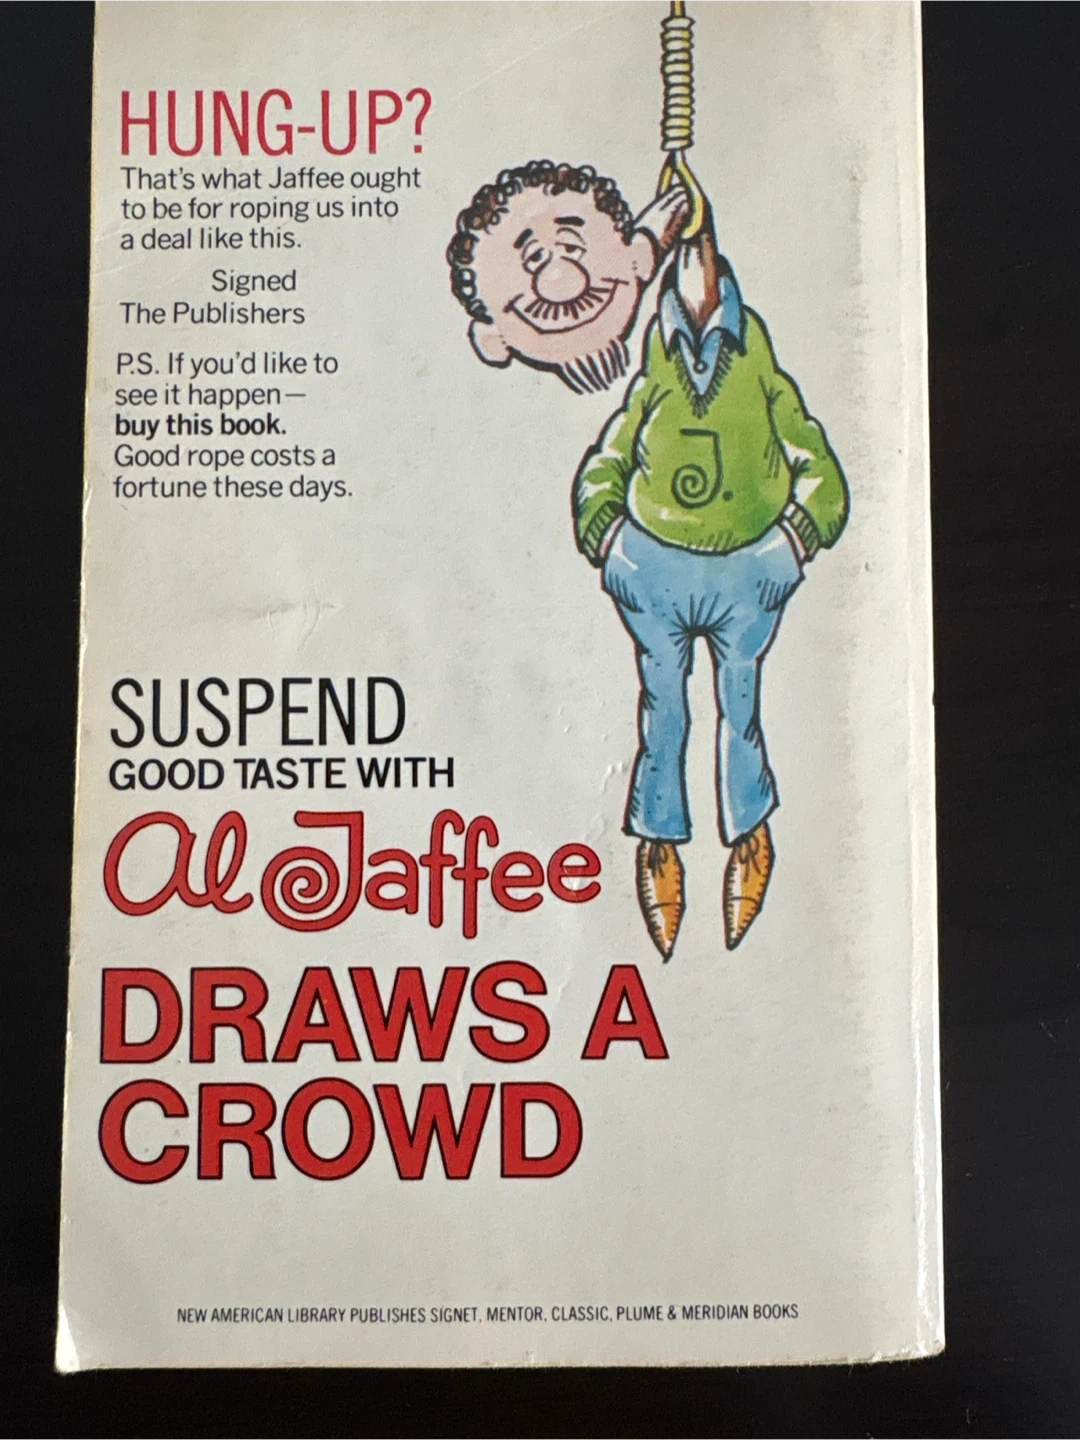 HUNG-UP?
That's what Jaffee ought
to be for roping us into
a deal like this.
Signed
The Publishers
P.S. If you'd like to
see it happen—
buy this book.
Good rope costs a
fortune these days.
J.
SUSPEND
GOOD TASTE WITH
Al Jaffee
DRAWS A
CROWD
NEW AMERICAN LIBRARY PUBLISHES SIGNET, MENTOR, CLASSIC, PLUME & MERIDIAN BOOKS